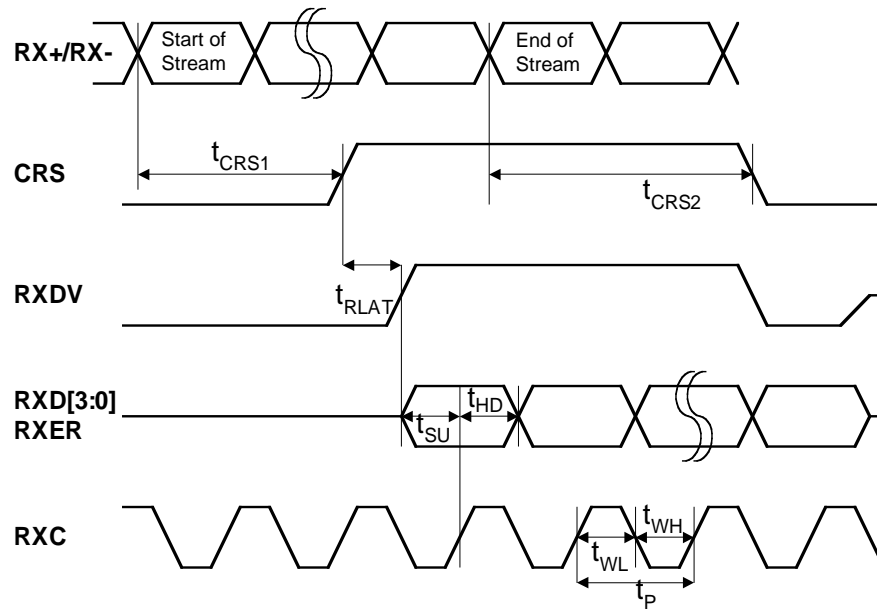 RX+/RX-
Start of
Stream
End of
Stream
CRS
tCRS1
tCRS2
RXDV
tRLAT
RXD[3:0]
RXER
tSU
tHD
RXC
tWL
tWH
tP